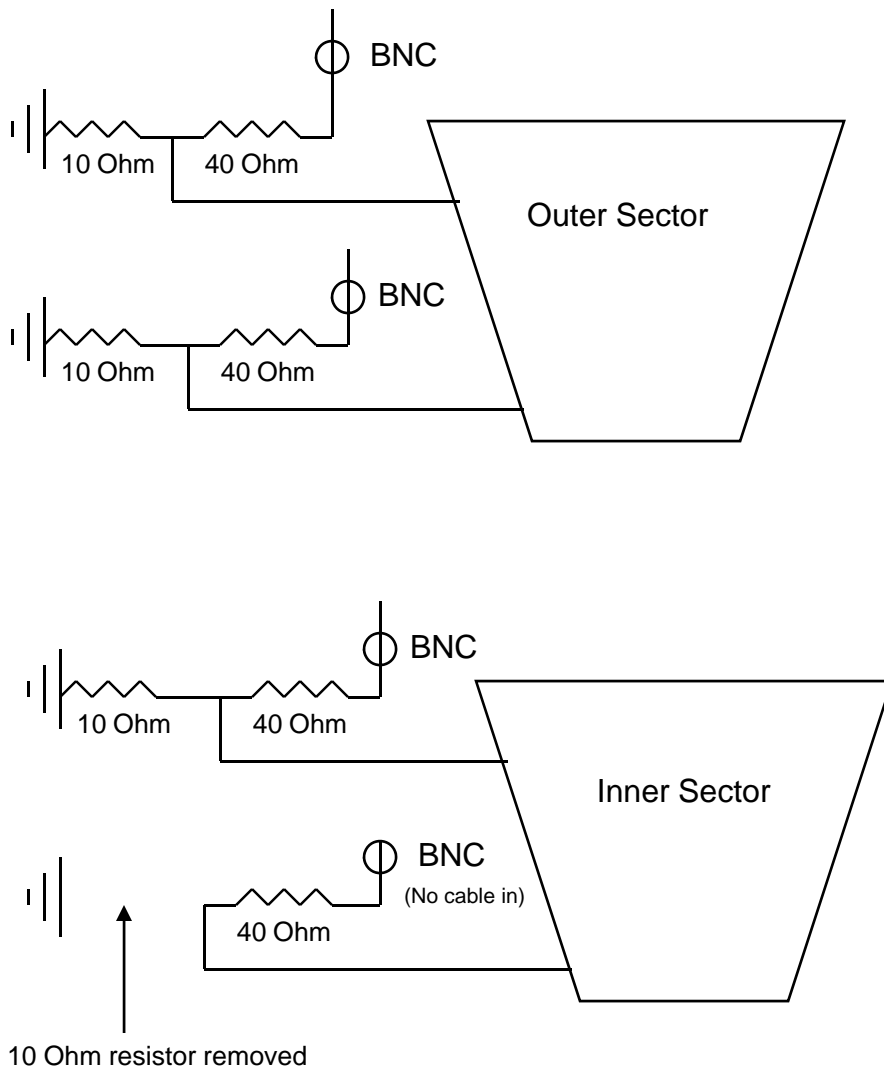 BNC
10 Ohm
40 Ohm
Outer Sector
BNC
10 Ohm
40 Ohm
BNC
10 Ohm
40 Ohm
Inner Sector
BNC
(No cable in)
40 Ohm
10 Ohm resistor removed